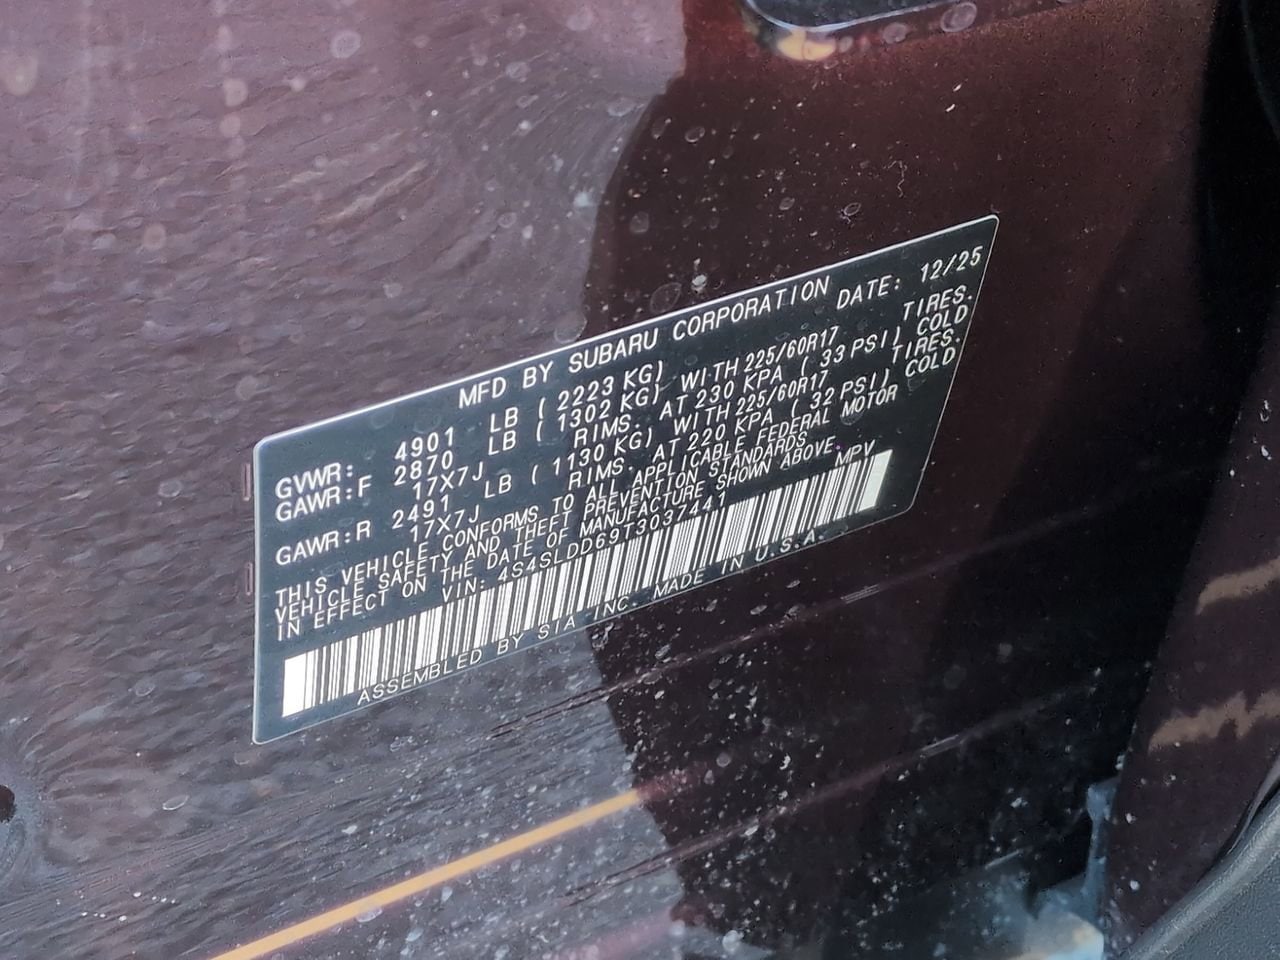 MFD BY SUBARU CORPORATION
DATE: 12/25
GVWR: 4901 LB ( 2223 KG)
GAWR:F 2870 LB ( 1302 KG) WITH 225/60R17 TIRES.
17X7J RIMS. AT 230 KPA ( 33 PSI) COLD
GAWR:R 2491 LB ( 1130 KG) WITH 225/60R17 TIRES.
17X7J RIMS. AT 220 KPA ( 32 PSI) COLD
THIS VEHICLE CONFORMS TO ALL APPLICABLE FEDERAL MOTOR
VEHICLE SAFETY AND THEFT PREVENTION STANDARDS
IN EFFECT ON THE DATE OF MANUFACTURE SHOWN ABOVE.
VIN: 4S4SLDD69T3037441 MPV
ASSEMBLED BY SIA INC. MADE IN U.S.A.